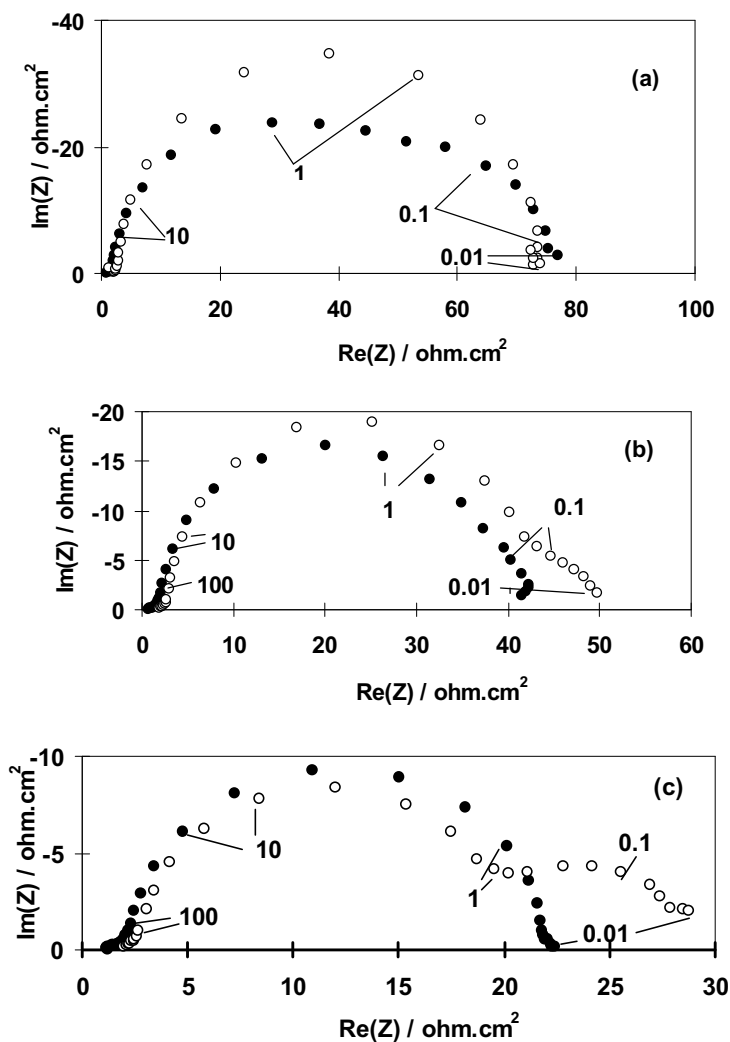 -40
(a)
Im(Z) / ohm.cm²
-20
1
10
0.1
0.01
0
0 20 40 60 80 100
Re(Z) / ohm.cm²
-20
(b)
-15
Im(Z) / ohm.cm²
-10
1
0.1
10
-5
100
0.01
0
0 10 20 30 40 50 60
Re(Z) / ohm.cm²
-10
(c)
Im(Z) / ohm.cm²
10
0.1
-5
1
100
0.01
0
0 5 10 15 20 25 30
Re(Z) / ohm.cm²